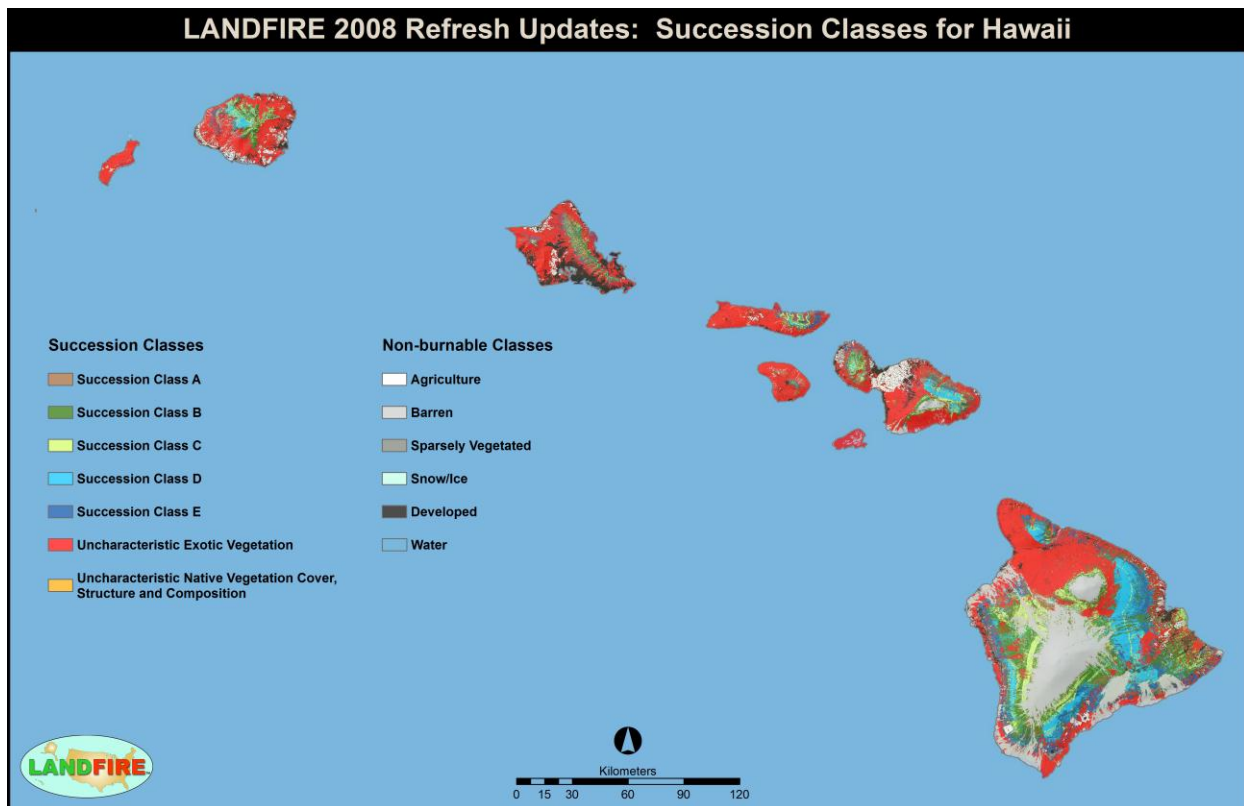 LANDFIRE 2008 Refresh Updates: Succession Classes for Hawaii
Succession Classes
Succession Class A
Succession Class B
Succession Class C
Succession Class D
Succession Class E
Uncharacteristic Exotic Vegetation
Uncharacteristic Native Vegetation Cover,
Structure and Composition
Non-burnable Classes
Agriculture
Barren
Sparsely Vegetated
Snow/Ice
Developed
Water
LANDFIRE
Kilometers
0 15 30 60 90 120